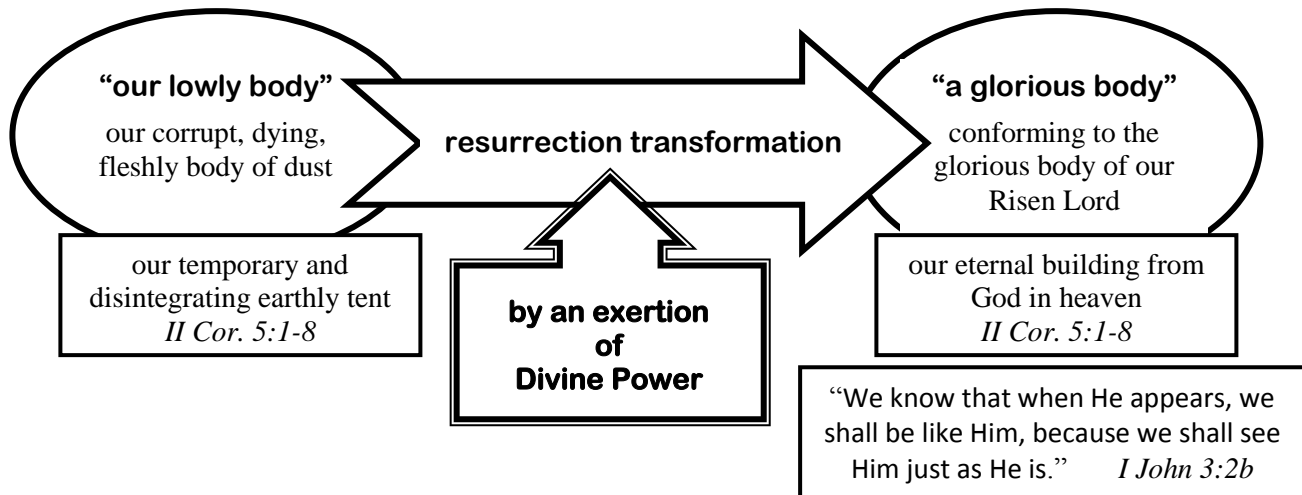 “our lowly body”
our corrupt, dying,
fleshly body of dust
our temporary and
disintegrating earthly tent
II Cor. 5:1-8
resurrection transformation
by an exertion
of
Divine Power
“a glorious body”
conforming to the
glorious body of our
Risen Lord
our eternal building from
God in heaven
II Cor. 5:1-8
“We know that when He appears, we
shall be like Him, because we shall see
Him just as He is.” I John 3:2b